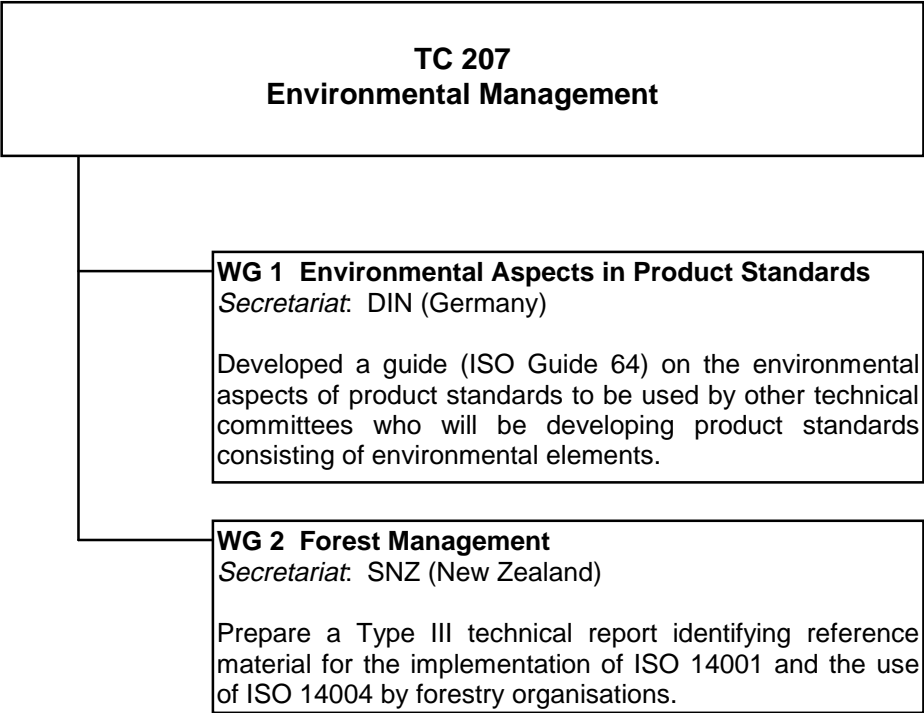 TC 207
Environmental Management
WG 1  Environmental Aspects in Product Standards
Secretariat:  DIN (Germany)
Developed a guide (ISO Guide 64) on the environmental
aspects of product standards to be used by other technical
committees who will be developing product standards
consisting of environmental elements.
WG 2  Forest Management
Secretariat:  SNZ (New Zealand)
Prepare a Type III technical report identifying reference
material for the implementation of ISO 14001 and the use
of ISO 14004 by forestry organisations.